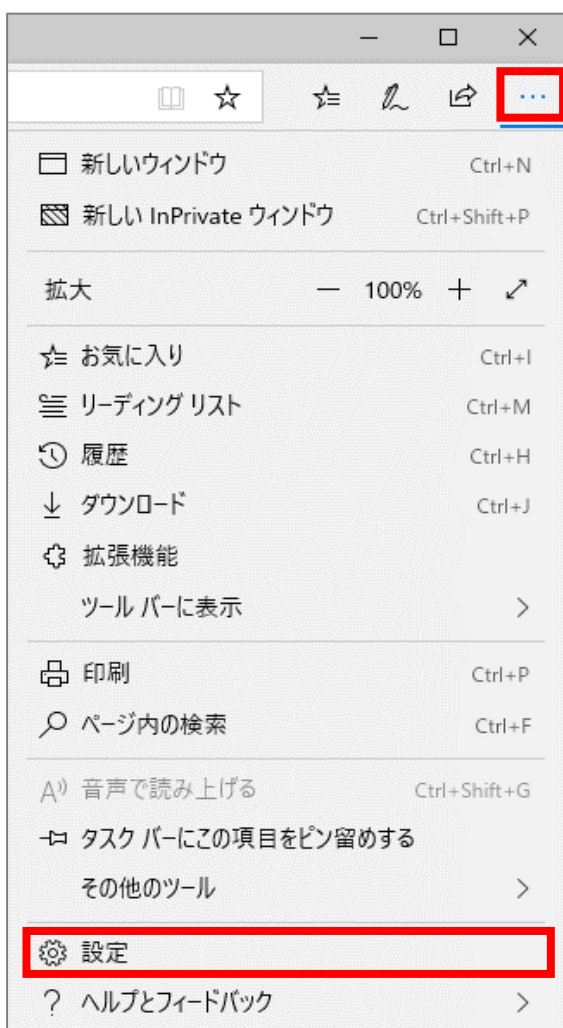 新しいウィンドウ Ctrl+N
新しい InPrivate ウィンドウ Ctrl+Shift+P
拡大 100%
お気に入り Ctrl+I
リーディング リスト Ctrl+M
履歴 Ctrl+H
ダウンロード Ctrl+J
拡張機能
ツール バーに表示
印刷 Ctrl+P
ページ内の検索 Ctrl+F
音声で読み上げる Ctrl+Shift+G
タスク バーにこの項目をピン留めする
その他のツール
設定
ヘルプとフィードバック